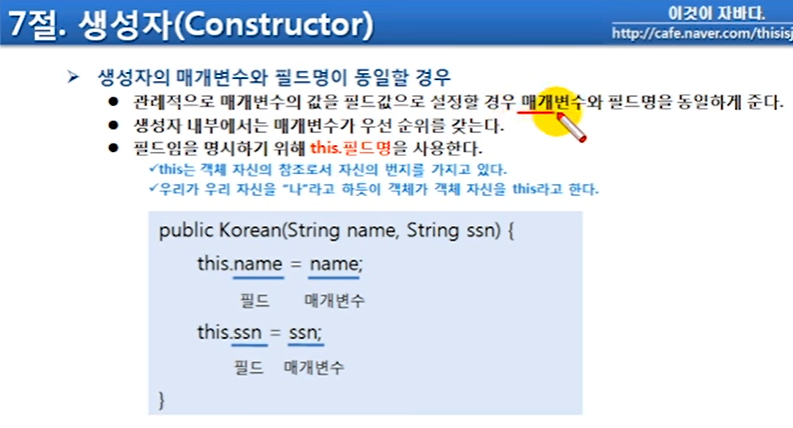 7절. 생성자(Constructor)
이것이 자바다.
http://cafe.naver.com/thisisj
➢ 생성자의 매개변수와 필드명이 동일할 경우
● 관례적으로 매개변수의 값을 필드값으로 설정할 경우 매개변수와 필드명을 동일하게 준다.
● 생성자 내부에서는 매개변수가 우선 순위를 갖는다.
● 필드임을 명시하기 위해 this.필드명을 사용한다.
✓this는 객체 자신의 참조로서 자신의 번지를 가지고 있다.
✓우리가 우리 자신을 “나”라고 하듯이 객체가 객체 자신을 this라고 한다.
public Korean(String name, String ssn) {
this.name = name;
필드 매개변수
this.ssn = ssn;
필드 매개변수
}